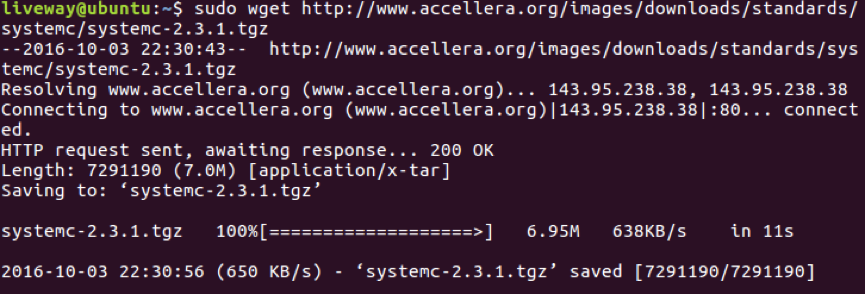 liveway@ubuntu:~$ sudo wget http://www.accellera.org/images/downloads/standards/
systemc/systemc-2.3.1.tgz
--2016-10-03 22:30:43--  http://www.accellera.org/images/downloads/standards/sys
temc/systemc-2.3.1.tgz
Resolving www.accellera.org (www.accellera.org)... 143.95.238.38, 143.95.238.38
Connecting to www.accellera.org (www.accellera.org)|143.95.238.38|:80... connect
ed.
HTTP request sent, awaiting response... 200 OK
Length: 7291190 (7.0M) [application/x-tar]
Saving to: ‘systemc-2.3.1.tgz’
systemc-2.3.1.tgz   100%[===================>]   6.95M   638KB/s    in 11s
2016-10-03 22:30:56 (650 KB/s) - ‘systemc-2.3.1.tgz’ saved [7291190/7291190]